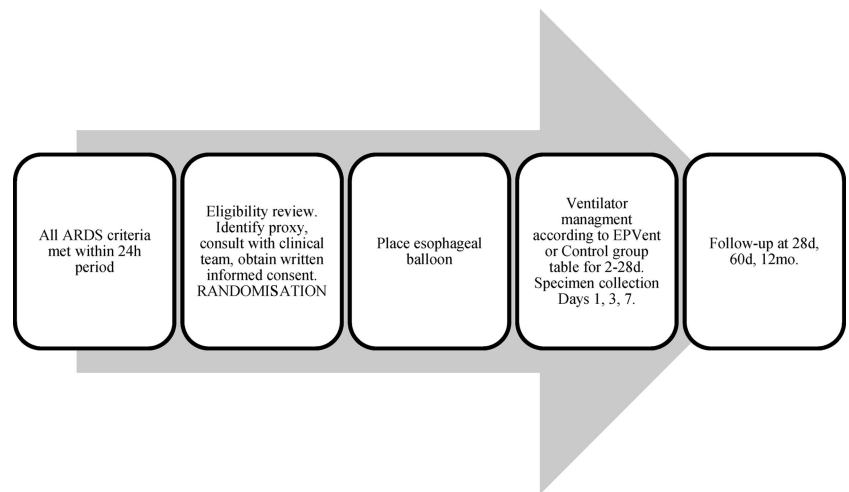 All ARDS criteria
met within 24h
period
Eligibility review.
Identify proxy,
consult with clinical
team, obtain written
informed consent.
RANDOMISATION
Place esophageal
balloon
Ventilator
managment
according to EPVent
or Control group
table for 2-28d.
Specimen collection
Days 1, 3, 7.
Follow-up at 28d,
60d, 12mo.